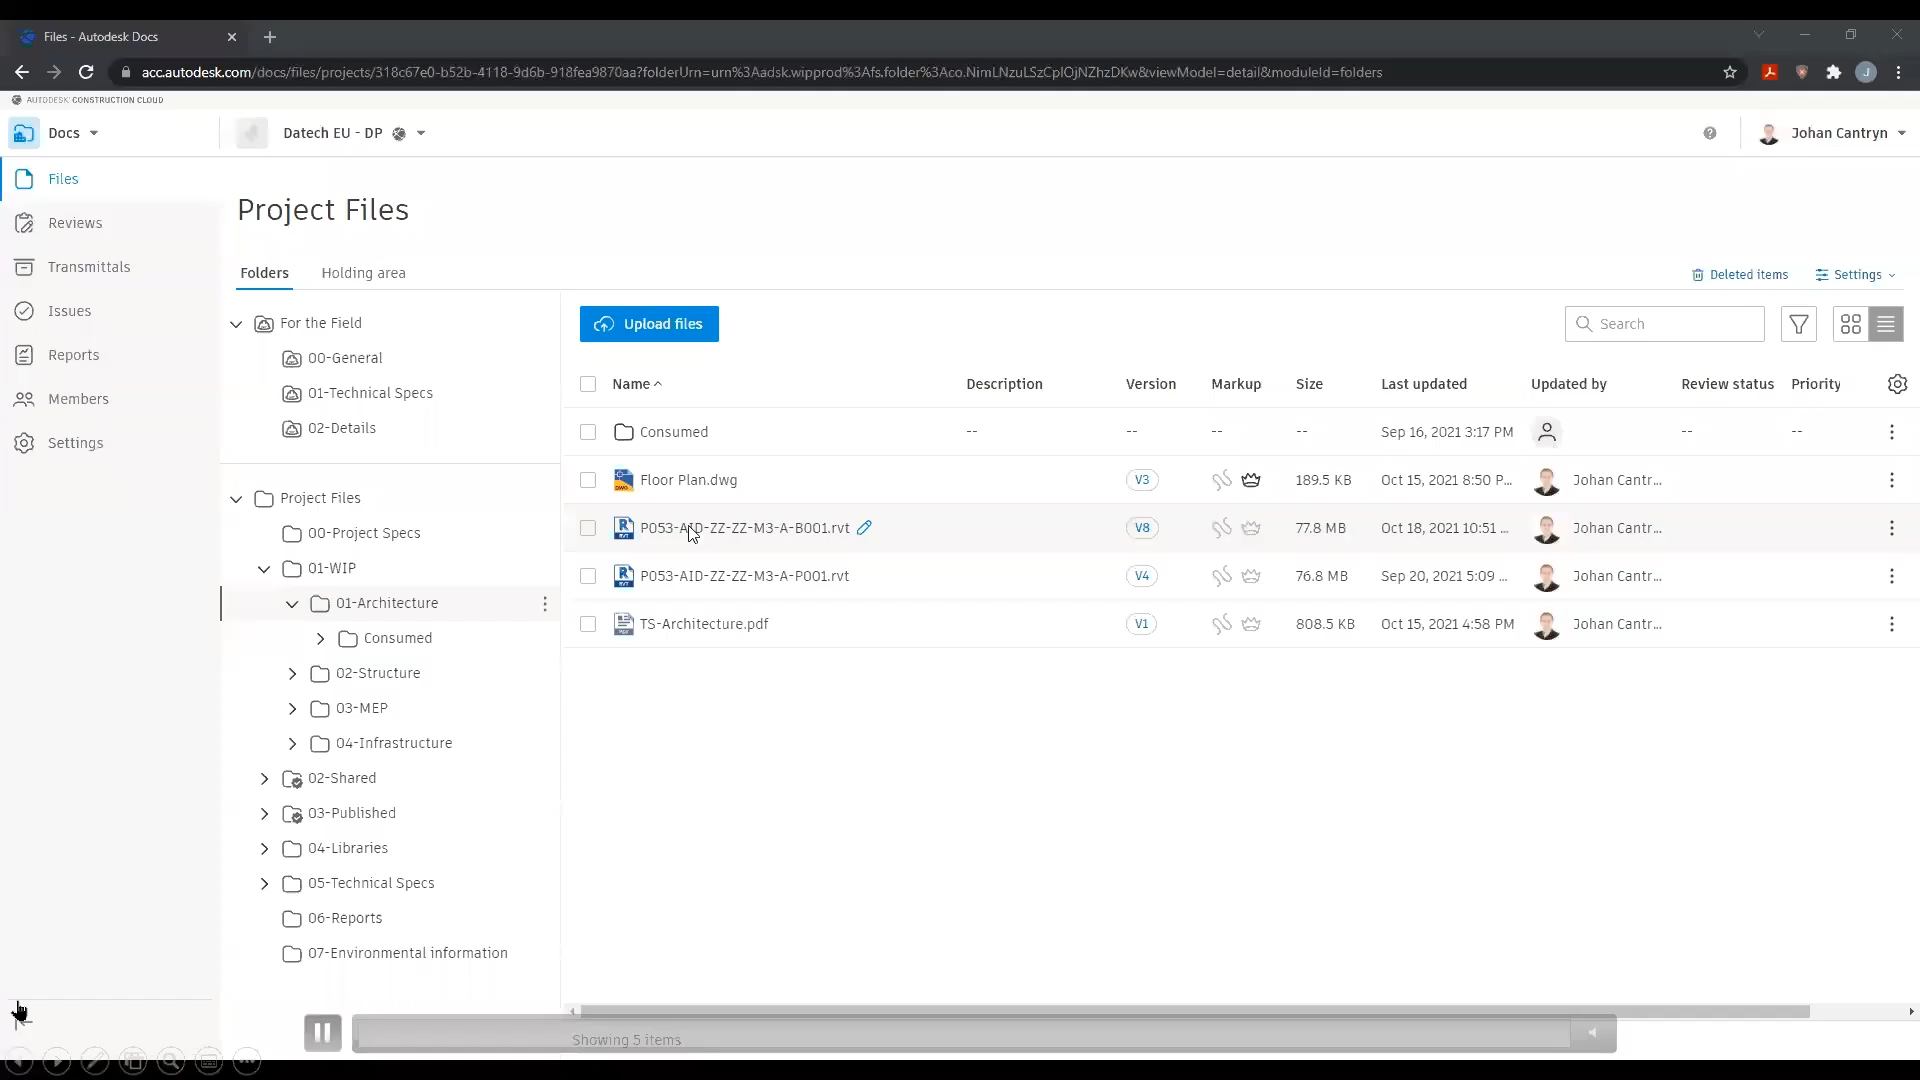 Files - Autodesk Docs
acc.autodesk.com/docs/files/projects/318c67e0-b52b-4118-9d6b-918fea9870aa?folderUrn=urn%3Aadsk.wipprod%3Afs.folder%3Aco.NimLNzuLSzCpIOjNZhzDKw&viewModel=detail&moduleId=folders
J
AUTODESK CONSTRUCTION CLOUD
Docs
Datech EU - DP
Johan Cantryn
Files
Reviews
Transmittals
Issues
Reports
Members
Settings
Project Files
Folders Holding area
Deleted items Settings
For the Field
00-General
01-Technical Specs
02-Details
Project Files
00-Project Specs
01-WIP
01-Architecture
Consumed
02-Structure
03-MEP
04-Infrastructure
02-Shared
03-Published
04-Libraries
05-Technical Specs
06-Reports
07-Environmental information
Upload files
Search
Name Description Version Markup Size Last updated Updated by Review status Priority
Consumed -- -- -- -- Sep 16, 2021 3:17 PM -- --
Floor Plan.dwg V3 189.5 KB Oct 15, 2021 8:50 P... Johan Cantr...
P053-AID-ZZ-ZZ-M3-A-B001.rvt V8 77.8 MB Oct 18, 2021 10:51 ... Johan Cantr...
P053-AID-ZZ-ZZ-M3-A-P001.rvt V4 76.8 MB Sep 20, 2021 5:09 ... Johan Cantr...
TS-Architecture.pdf V1 808.5 KB Oct 15, 2021 4:58 PM Johan Cantr...
Showing 5 items